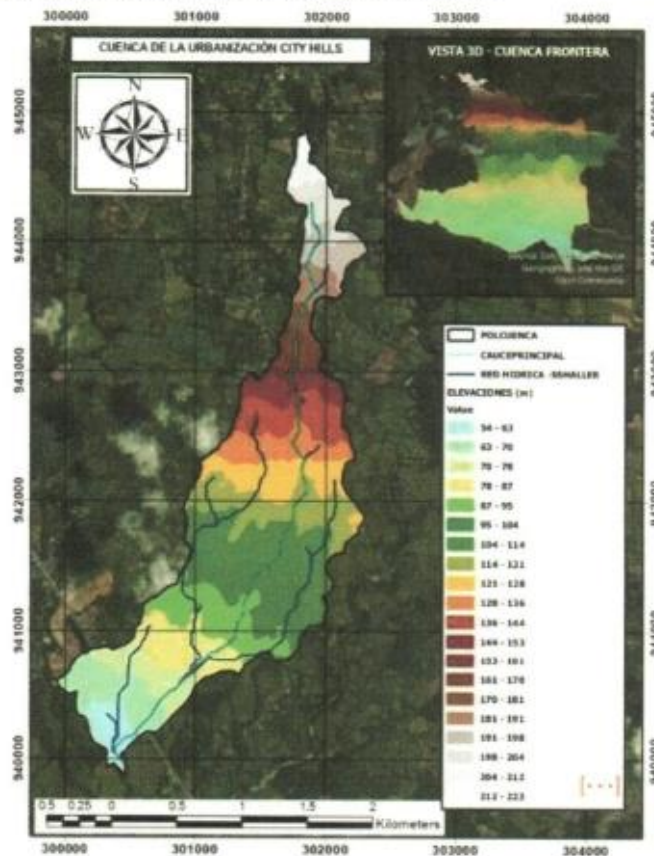 300000 301000 302000 303000 304000
CUENCA DE LA URBANIZACIÓN CITY HILLS
VISTA 3D - CUENCA FRONTERA
N
W E
S
945000
944000
943000
942000
941000
940000
POLCUENCA
CAUCEPRINCIPAL
RED HIDRICA -SSHALLER
ELEVACIONES (m)
Value
54 - 63
63 - 70
70 - 78
78 - 87
87 - 95
95 - 104
104 - 114
114 - 121
121 - 128
128 - 136
136 - 144
144 - 153
153 - 161
161 - 170
170 - 181
181 - 191
191 - 198
198 - 204
204 - 212
212 - 223
0.5 0.25 0 0.5 1 1.5 2
Kilometers
300000 301000 302000 303000 304000